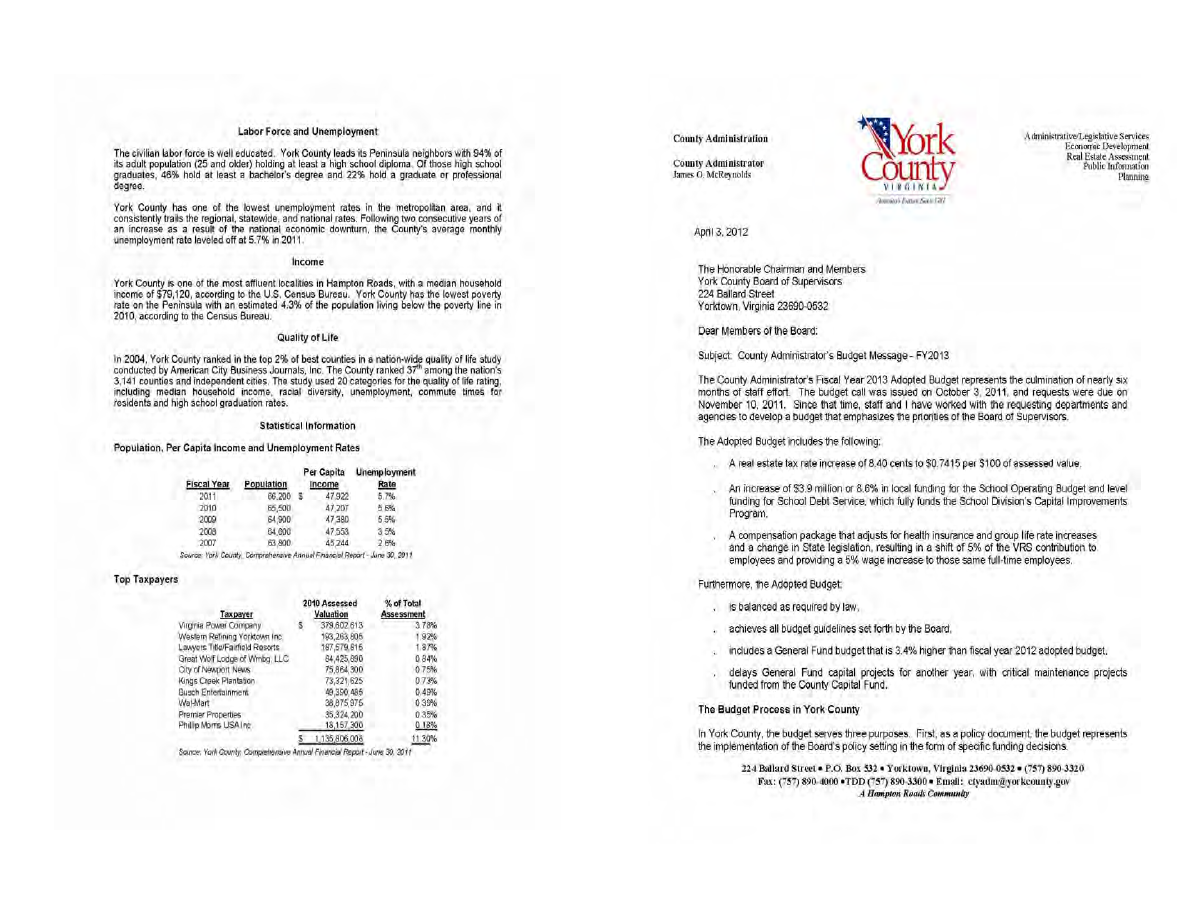 Labor Force and Unemployment
The civilian labor force is well educated. York County leads its Peninsula neighbors with 94% of
its adult population (25 and older) holding at least a high school diploma. Of those high school
graduates, 46% hold at least a bachelor's degree and 22% hold a graduate or professional
degree.
York County has one of the lowest unemployment rates in the metropolitan area, and it
consistently trails the regional, statewide, and national rates. Following two consecutive years of
an increase as a result of the national economic downturn, the County's average monthly
unemployment rate leveled off at 5.7% in 2011.
Income
York County is one of the most affluent localities in Hampton Roads, with a median household
income of $79,120, according to the U.S. Census Bureau. York County has the lowest poverty
rate on the Peninsula with an estimated 4.3% of the population living below the poverty line in
2010, according to the Census Bureau.
Quality of Life
In 2004, York County ranked in the top 2% of best counties in a nation-wide quality of life study
conducted by American City Business Journals, Inc. The County ranked 37th among the nation's
3,141 counties and independent cities. The study used 20 categories for the quality of life rating,
including median household income, racial diversity, unemployment, commute times for
residents and high school graduation rates.
Statistical Information
Population, Per Capita Income and Unemployment Rates
Per Capita Unemployment
Fiscal Year Population Income Rate
2011 66,200 $ 47,922 5.7%
2010 65,500 47,207 5.8%
2009 64,900 47,380 5.5%
2008 64,600 47,553 3.5%
2007 63,800 45,244 2.8%
Source: York County, Comprehensive Annual Financial Report - June 30, 2011
Top Taxpayers
2010 Assessed % of Total
Taxpayer Valuation Assessment
Virginia Power Company $ 379,602,613 3.78%
Western Refining Yorktown Inc. 193,263,805 1.92%
Lawyers Title/Fairfield Resorts 187,579,816 1.87%
Great Wolf Lodge of Wmbg, LLC 84,425,890 0.84%
City of Newport News 75,864,300 0.75%
Kings Creek Plantation 73,321,625 0.73%
Busch Entertainment 49,390,485 0.49%
Wal-Mart 38,875,975 0.39%
Premier Properties 35,324,200 0.35%
Phillip Morris USA Inc. 18,157,300 0.18%
$ 1,135,806,008 11.30%
Source: York County, Comprehensive Annual Financial Report - June 30, 2011
County Administration
County Administrator
James O. McReynolds
York
County
VIRGINIA
Administrative/Legislative Services
Economic Development
Real Estate Assessment
Public Information
Planning
April 3, 2012
The Honorable Chairman and Members
York County Board of Supervisors
224 Ballard Street
Yorktown, Virginia 23690-0532
Dear Members of the Board:
Subject: County Administrator's Budget Message - FY2013
The County Administrator's Fiscal Year 2013 Adopted Budget represents the culmination of nearly six
months of staff effort. The budget call was issued on October 3, 2011, and requests were due on
November 10, 2011. Since that time, staff and I have worked with the requesting departments and
agencies to develop a budget that emphasizes the priorities of the Board of Supervisors.
The Adopted Budget includes the following:
. A real estate tax rate increase of 8.40 cents to $0.7415 per $100 of assessed value.
. An increase of $3.9 million or 8.6% in local funding for the School Operating Budget and level
funding for School Debt Service, which fully funds the School Division's Capital Improvements
Program.
. A compensation package that adjusts for health insurance and group life rate increases
and a change in State legislation, resulting in a shift of 5% of the VRS contribution to
employees and providing a 5% wage increase to those same full-time employees.
Furthermore, the Adopted Budget:
. is balanced as required by law.
. achieves all budget guidelines set forth by the Board.
. includes a General Fund budget that is 3.4% higher than fiscal year 2012 adopted budget.
. delays General Fund capital projects for another year, with critical maintenance projects
funded from the County Capital Fund.
The Budget Process in York County
In York County, the budget serves three purposes. First, as a policy document, the budget represents
the implementation of the Board's policy setting in the form of specific funding decisions.
224 Ballard Street • P.O. Box 532 • Yorktown, Virginia 23690-0532 • (757) 890-3320
Fax: (757) 890-4000 •TDD (757) 890-3300 • Email: ctyadm@yorkcounty.gov
A Hampton Roads Community